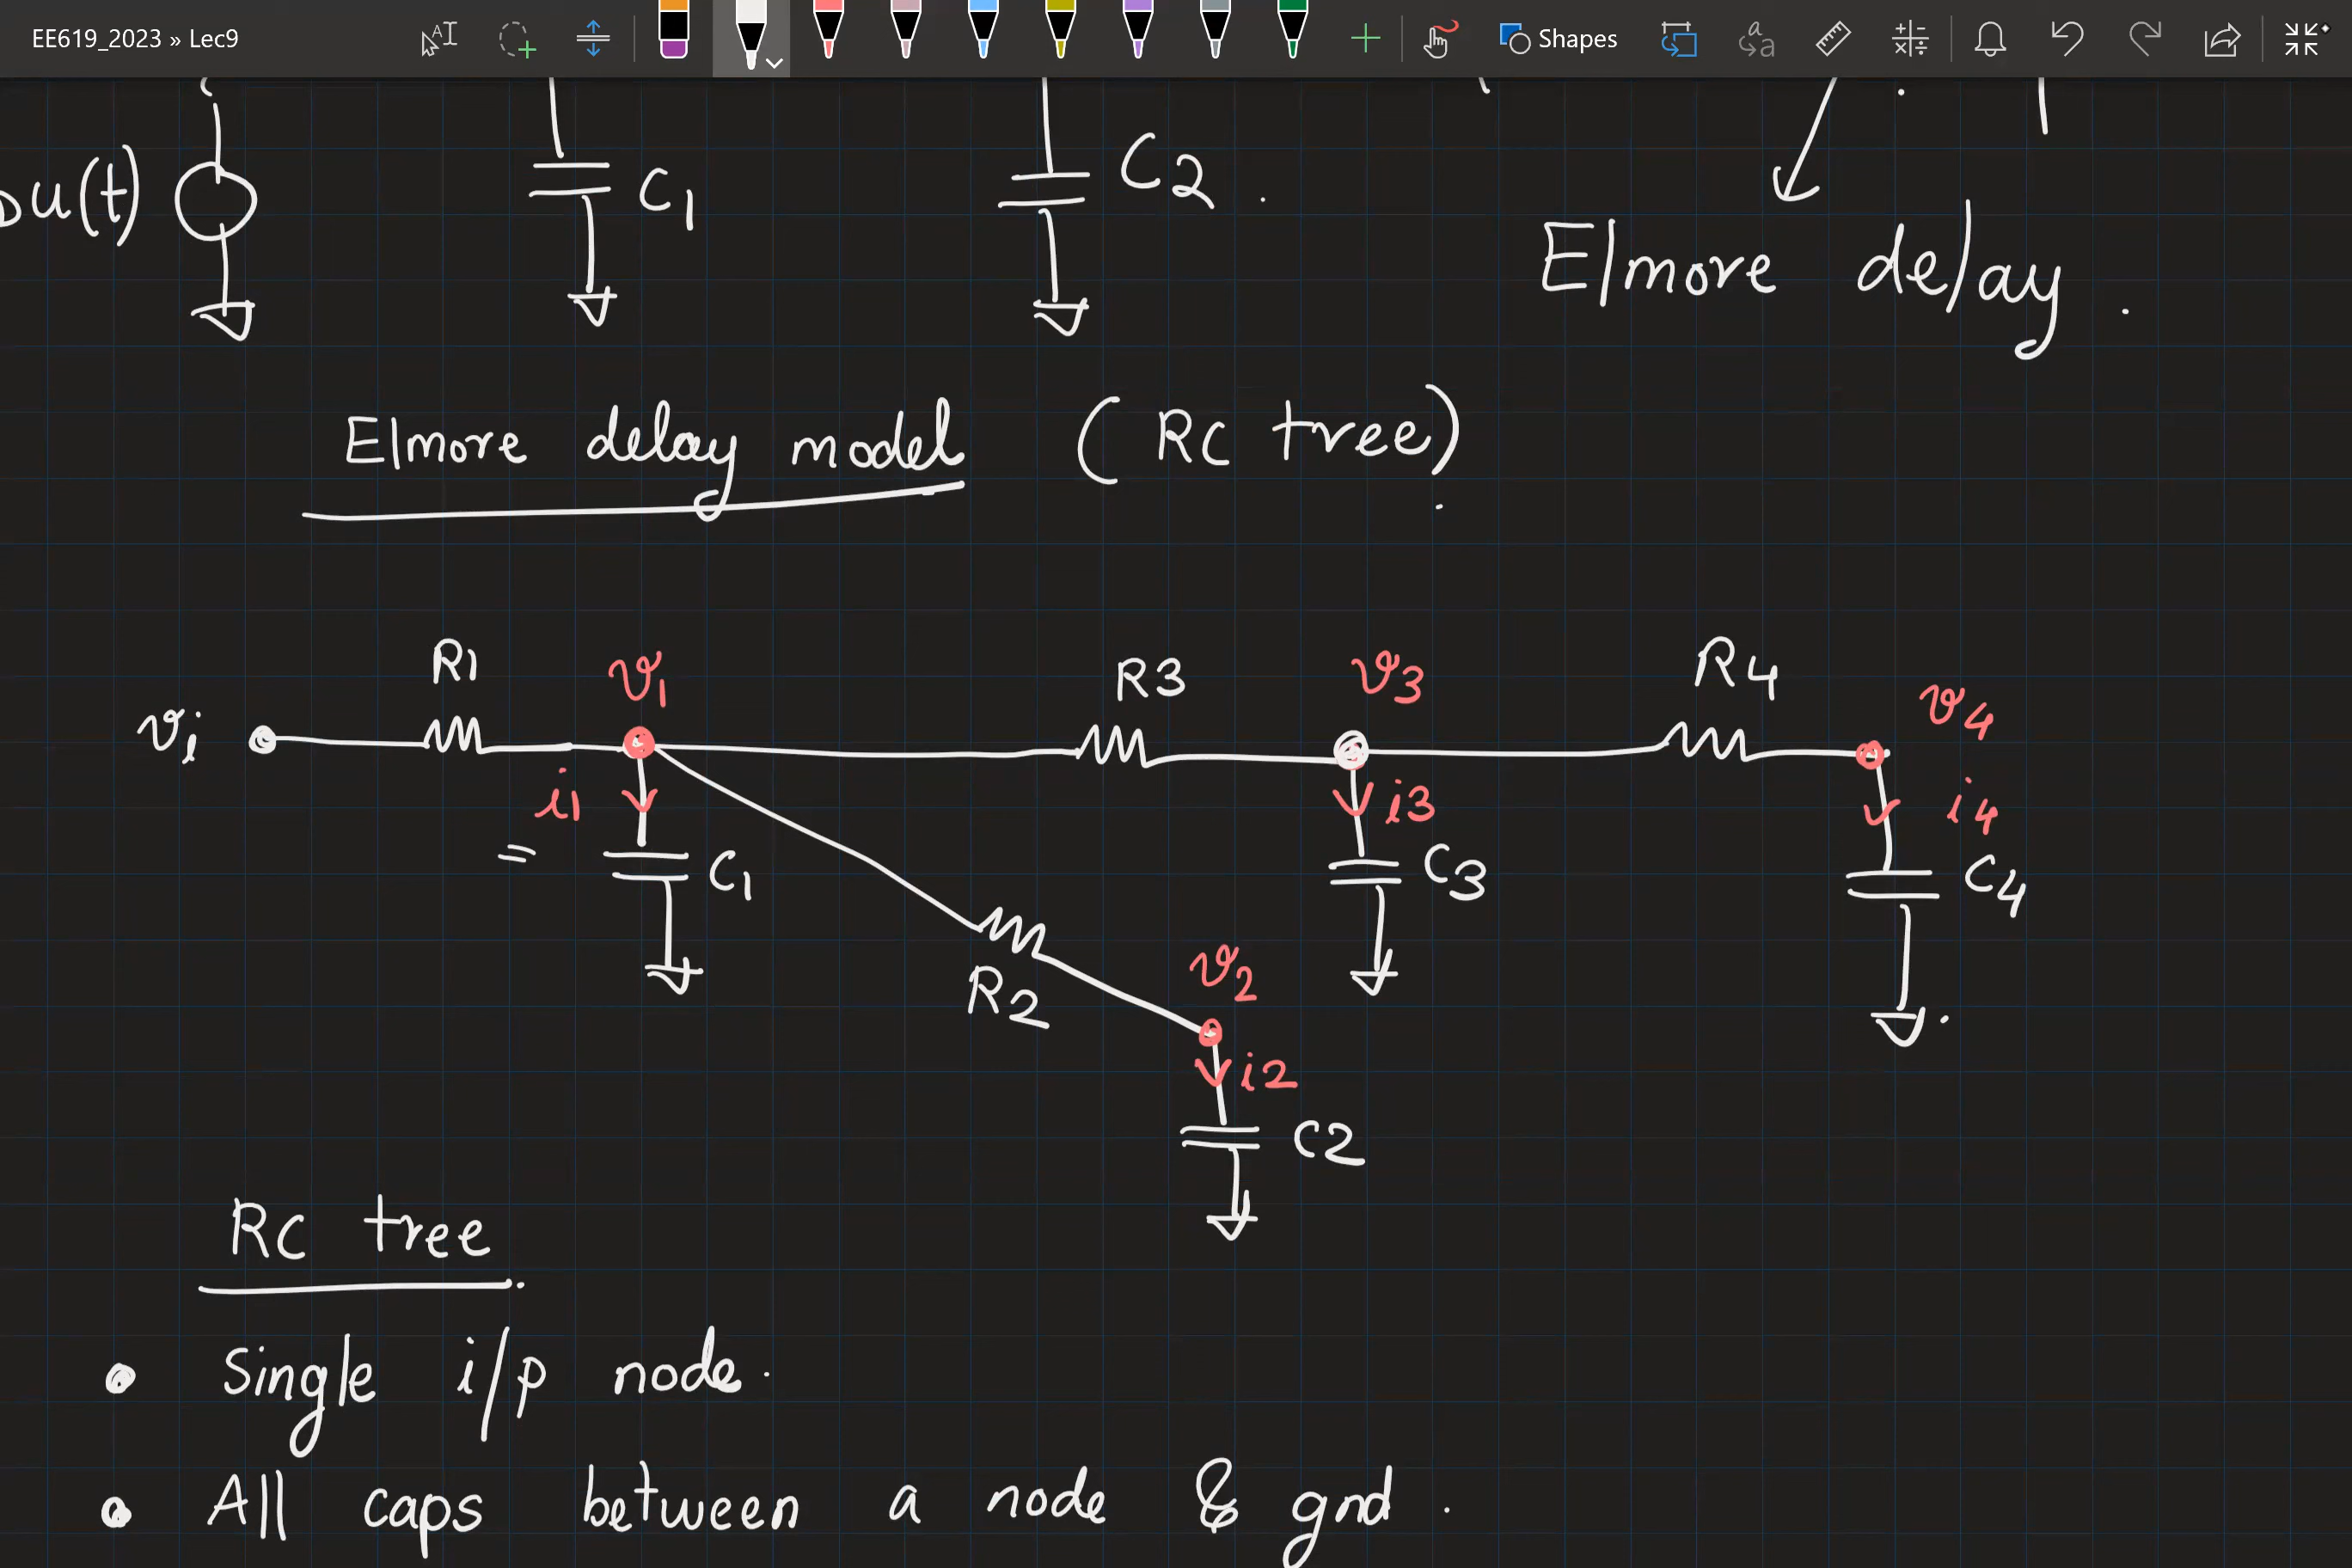 EE619_2023 » Lec9
Shapes
u(t)
C1
C2
Elmore delay.
Elmore delay model (RC tree)
R1
v1
R3
v3
R4
v4
vi
i1
i3
i4
C1
C3
C4
R2
v2
i2
C2
RC tree
• Single i/p node.
• All caps between a node & gnd.